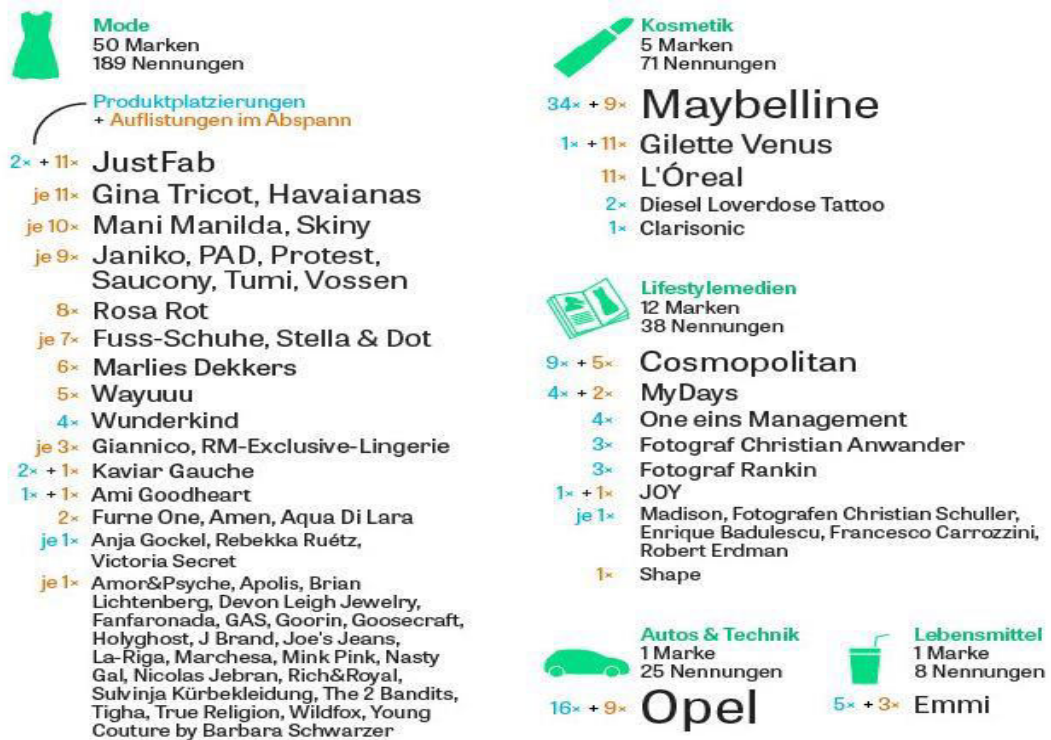 Mode
50 Marken
189 Nennungen
Produktplatzierungen
+ Auflistungen im Abspann
2× + 11× JustFab
je 11× Gina Tricot, Havaianas
je 10× Mani Manilda, Skiny
je 9× Janiko, PAD, Protest,
Saucony, Tumi, Vossen
8× Rosa Rot
je 7× Fuss-Schuhe, Stella & Dot
6× Marlies Dekkers
5× Wayuuu
4× Wunderkind
je 3× Giannico, RM-Exclusive-Lingerie
2× + 1× Kaviar Gauche
1× + 1× Ami Goodheart
2× Furne One, Amen, Aqua Di Lara
je 1× Anja Gockel, Rebekka Ruétz,
Victoria Secret
je 1× Amor&Psyche, Apolis, Brian
Lichtenberg, Devon Leigh Jewelry,
Fanfaronada, GAS, Goorin, Goosecraft,
Holyghost, J Brand, Joe's Jeans,
La-Riga, Marchesa, Mink Pink, Nasty
Gal, Nicolas Jebran, Rich&Royal,
Sulvinja Kürbekleidung, The 2 Bandits,
Tigha, True Religion, Wildfox, Young
Couture by Barbara Schwarzer
Kosmetik
5 Marken
71 Nennungen
34× + 9× Maybelline
1× + 11× Gilette Venus
11× L'Óreal
2× Diesel Loverdose Tattoo
1× Clarisonic
Lifestylemedien
12 Marken
38 Nennungen
9× + 5× Cosmopolitan
4× + 2× MyDays
4× One eins Management
3× Fotograf Christian Anwander
3× Fotograf Rankin
1× + 1× JOY
je 1× Madison, Fotografen Christian Schuller,
Enrique Badulescu, Francesco Carrozzini,
Robert Erdman
1× Shape
Autos & Technik
1 Marke
25 Nennungen
16× + 9× Opel
Lebensmittel
1 Marke
8 Nennungen
5× + 3× Emmi